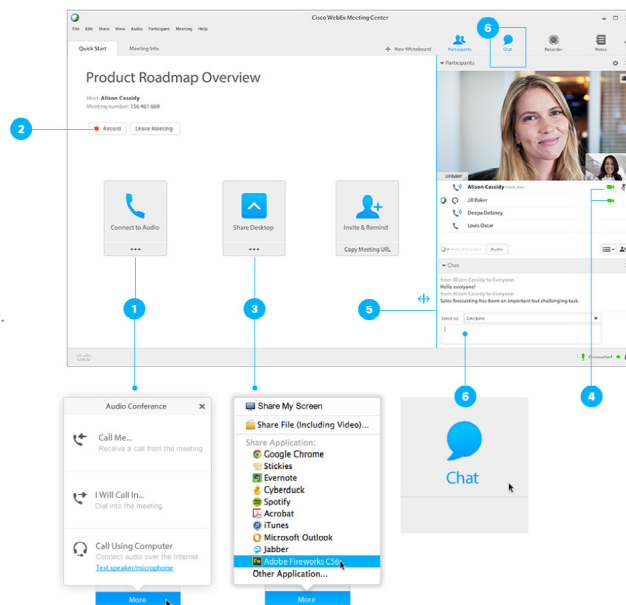 Cisco WebEx Meeting Center
File Edit Share View Audio Participant Meeting Help
Quick Start Meeting Info
+ New Whiteboard
Participants Chat Recorder Notes
6
Participants
Product Roadmap Overview
Host: Alison Cassidy
Meeting number: 156 461 669
2
Record Leave Meeting
Jill Baker
Alison Cassidy
Jill Baker
Deepa Delaney
Louis Oscar
Connect to Audio
Share Desktop
Invite & Remind
Copy Meeting URL
Audio
Chat
From Alison Cassidy to Everyone:
Hello everyone!
From Alison Cassidy to Everyone:
Sales forecasting has been an important but challenging task.
Send to: Everyone
1
3
5
6
4
Connected
Audio Conference
Call Me...
Receive a call from the meeting
I Will Call In...
Dial into the meeting.
Call Using Computer
Connect audio over the Internet.
Test speaker/microphone
More
Share My Screen
Share File (Including Video)...
Share Application:
Google Chrome
Stickies
Evernote
Cyberduck
Spotify
Acrobat
iTunes
Microsoft Outlook
Jabber
Adobe Fireworks CS6
Other Application...
More
Chat